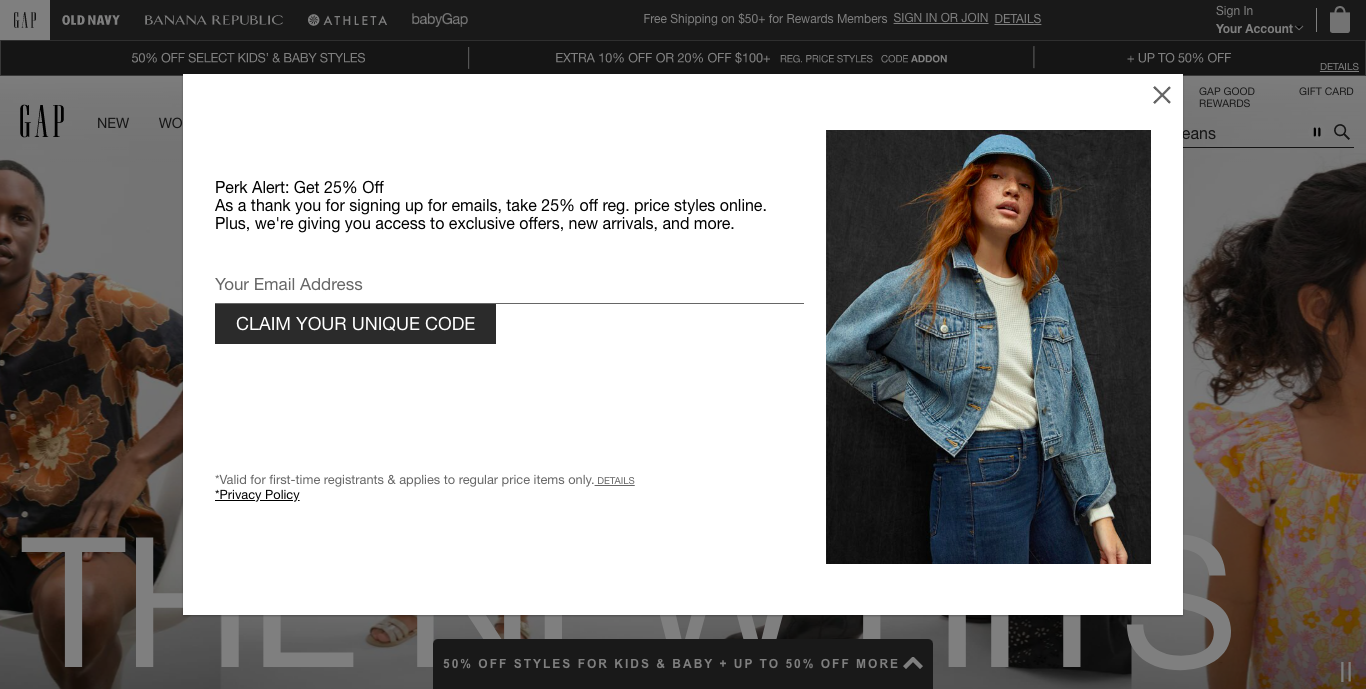 GAP
OLD NAVY
BANANA REPUBLIC
ATHLETA
babyGap
Free Shipping on $50+ for Rewards Members SIGN IN OR JOIN DETAILS
Sign In
Your Account
50% OFF SELECT KIDS' & BABY STYLES
EXTRA 10% OFF OR 20% OFF $100+ REG. PRICE STYLES CODE ADDON
+ UP TO 50% OFF
DETAILS
GAP GOOD
REWARDS
GIFT CARD
GAP
NEW
WO
eans
Perk Alert: Get 25% Off
As a thank you for signing up for emails, take 25% off reg. price styles online.
Plus, we're giving you access to exclusive offers, new arrivals, and more.
Your Email Address
CLAIM YOUR UNIQUE CODE
*Valid for first-time registrants & applies to regular price items only. DETAILS
*Privacy Policy
50% OFF STYLES FOR KIDS & BABY + UP TO 50% OFF MORE